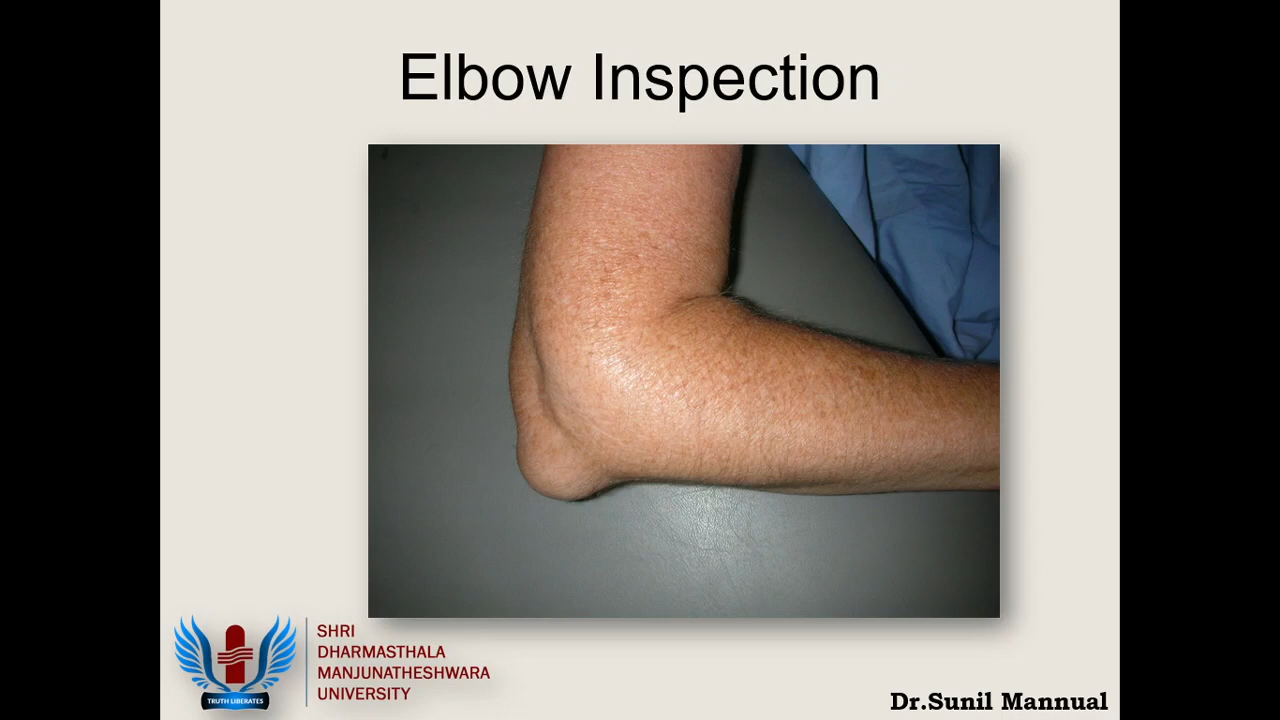 Elbow Inspection
SHRI
DHARMASTHALA
MANJUNATHESHWARA
UNIVERSITY
TRUTH LIBERATES
Dr.Sunil Mannual